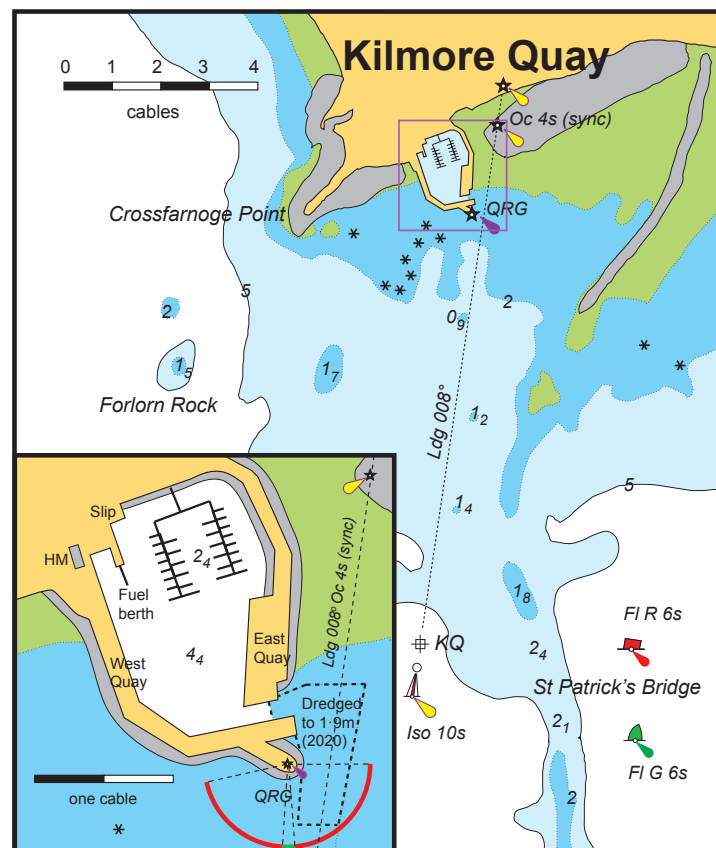 Kilmore Quay
0 1 2 3 4
cables
Oc 4s (sync)
QRG
Crossfarnoge Point
5
2
2
0₉
1₅
1₇
Forlorn Rock
1₂
Ldg 008°
1₄
5
1₈
KQ
2₄
Fl R 6s
St Patrick's Bridge
Iso 10s
2₁
Fl G 6s
2
Slip
HM
2₄
Fuel
berth
Ldg 008° Oc 4s (sync)
4₄
East
Quay
West
Quay
Dredged
to 1·9m
(2020)
one cable
QRG